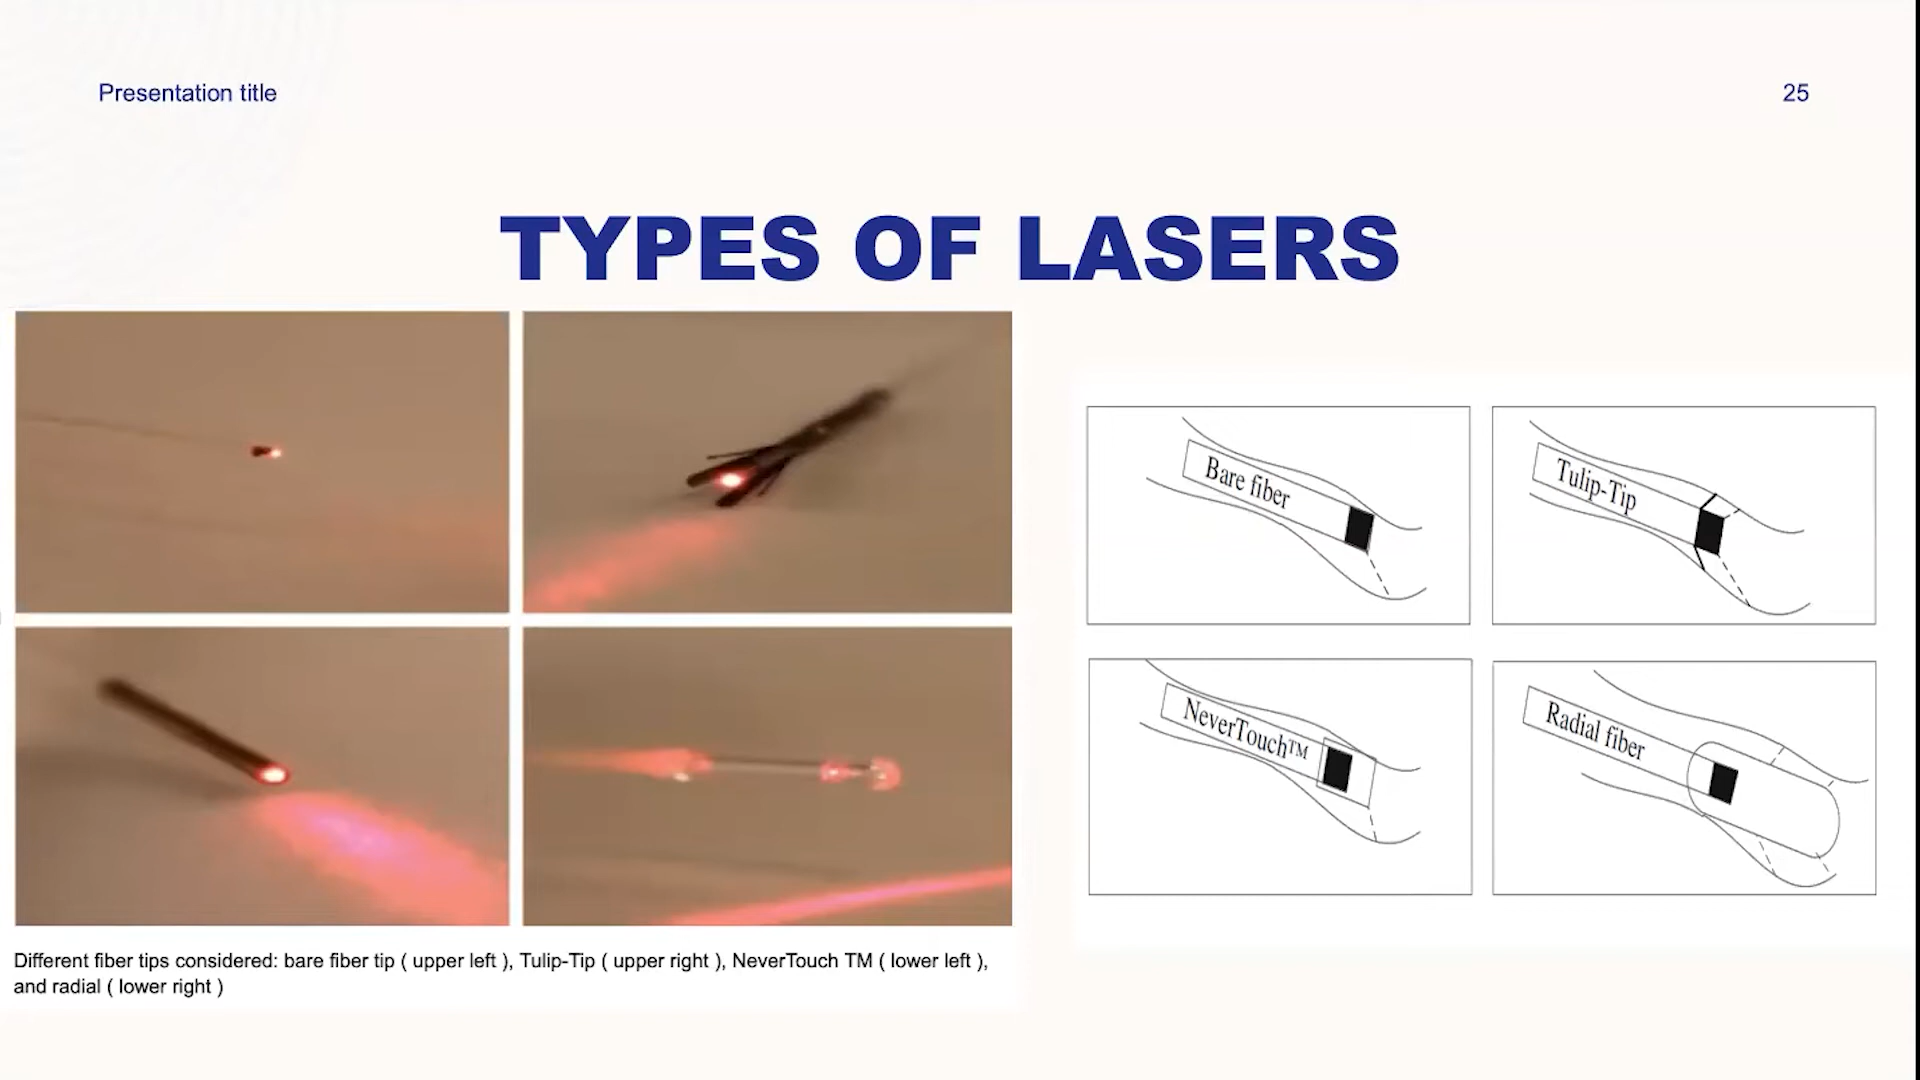 Presentation title
25
TYPES OF LASERS
Bare fiber
Tulip-Tip
NeverTouch™
Radial fiber
Different fiber tips considered: bare fiber tip ( upper left ), Tulip-Tip ( upper right ), NeverTouch TM ( lower left ),
and radial ( lower right )